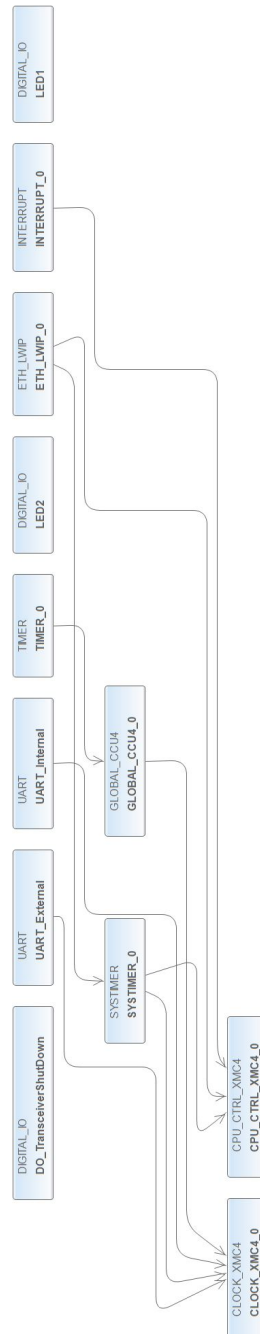 DIGITAL_IO
DO_TransceiverShutDown
UART
UART_External
UART
UART_Internal
TIMER
TIMER_0
DIGITAL_IO
LED2
ETH_LWIP
ETH_LWIP_0
INTERRUPT
INTERRUPT_0
DIGITAL_IO
LED1
SYSTIMER
SYSTIMER_0
GLOBAL_CCU4
GLOBAL_CCU4_0
CLOCK_XMC4
CLOCK_XMC4_0
CPU_CTRL_XMC4
CPU_CTRL_XMC4_0